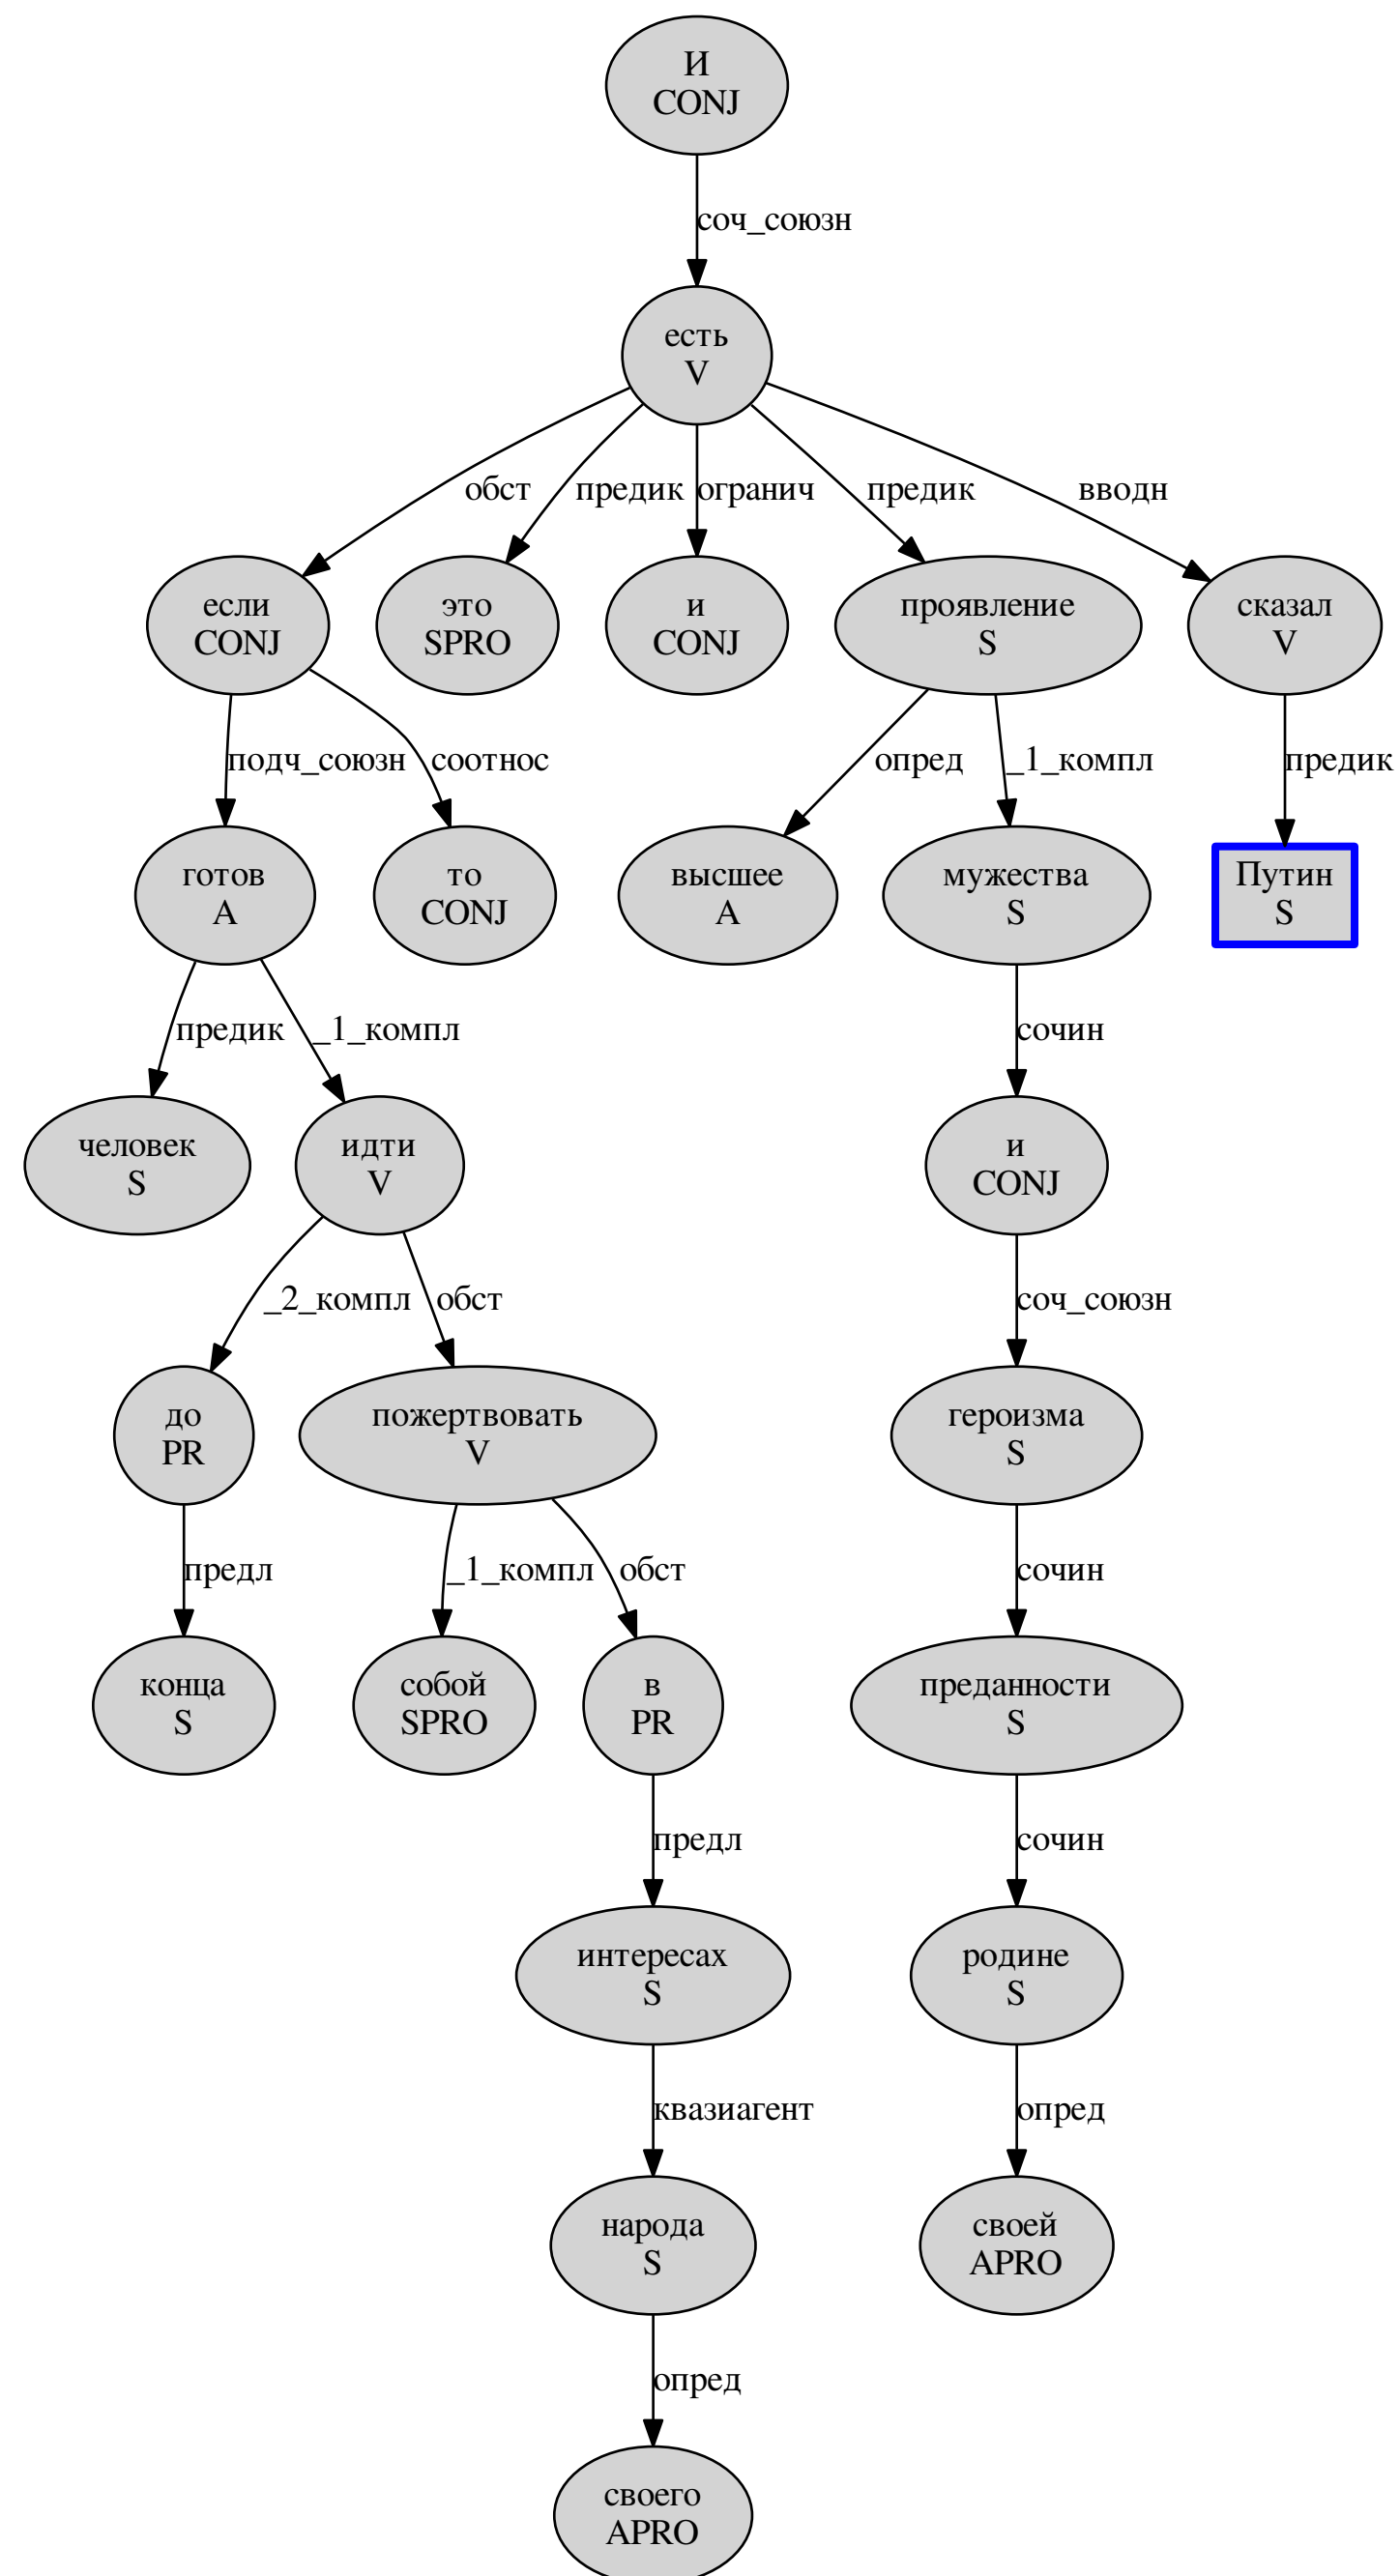 И
CONJ
соч_союзн
есть
V
обст
предик
огранич
предик
вводн
если
CONJ
это
SPRO
и
CONJ
проявление
S
сказал
V
подч_союзн
соотнос
опред
_1_компл
предик
готов
A
то
CONJ
высшее
A
мужества
S
Путин
S
предик
_1_компл
сочин
человек
S
идти
V
и
CONJ
_2_компл
обст
соч_союзн
до
PR
пожертвовать
V
героизма
S
предл
_1_компл
обст
сочин
конца
S
собой
SPRO
в
PR
преданности
S
предл
сочин
интересах
S
родине
S
квазиагент
опред
народа
S
своей
APRO
опред
своего
APRO